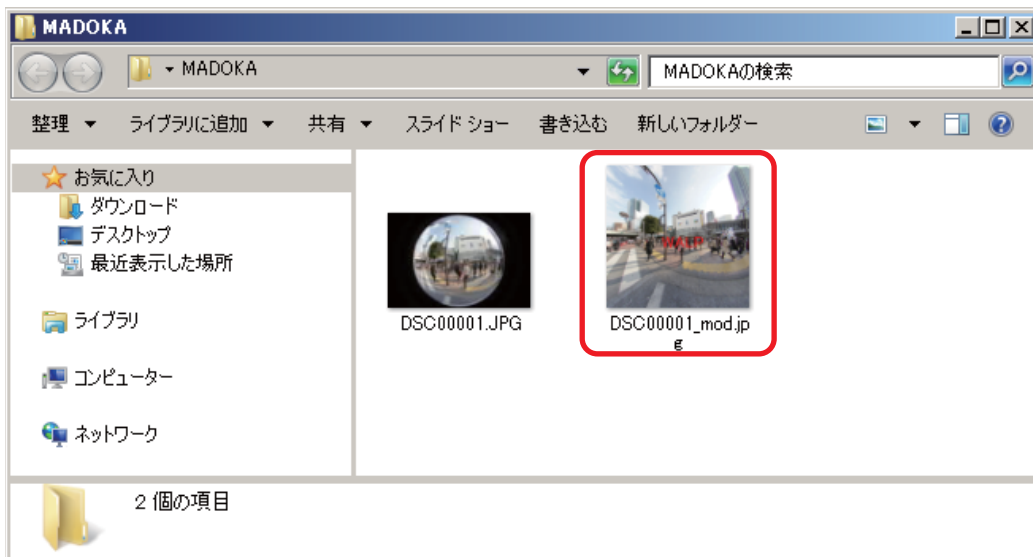 MADOKA
MADOKA
MADOKAの検索
整理
ライブラリに追加
共有
スライド ショー
書き込む
新しいフォルダー
お気に入り
ダウンロード
デスクトップ
最近表示した場所
ライブラリ
コンピューター
ネットワーク
DSC00001.JPG
DSC00001_mod.jp
g
2 個の項目